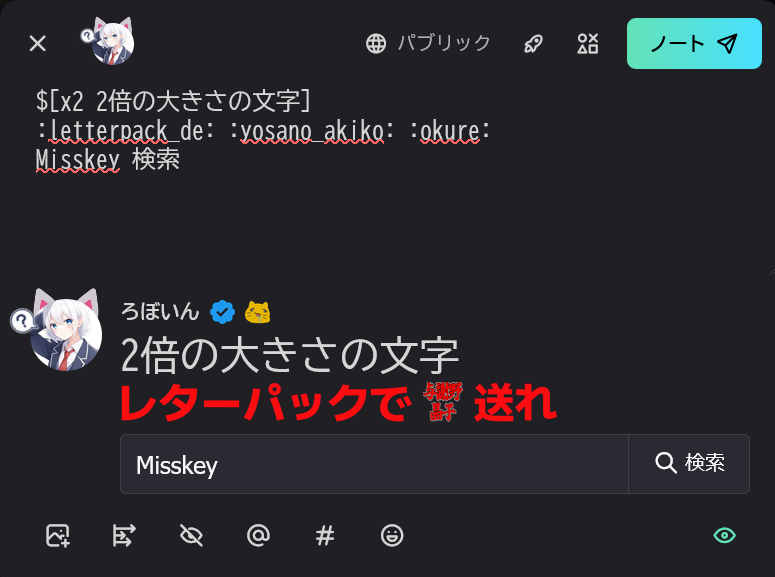 パブリック
ノート
$[x2 2倍の大きさの文字]
:letterpack_de: :yosano_akiko: :okure:
Misskey 検索
?
ろぼいん
?
2倍の大きさの文字
レターパックで 与謝野晶子 送れ
Misskey
検索